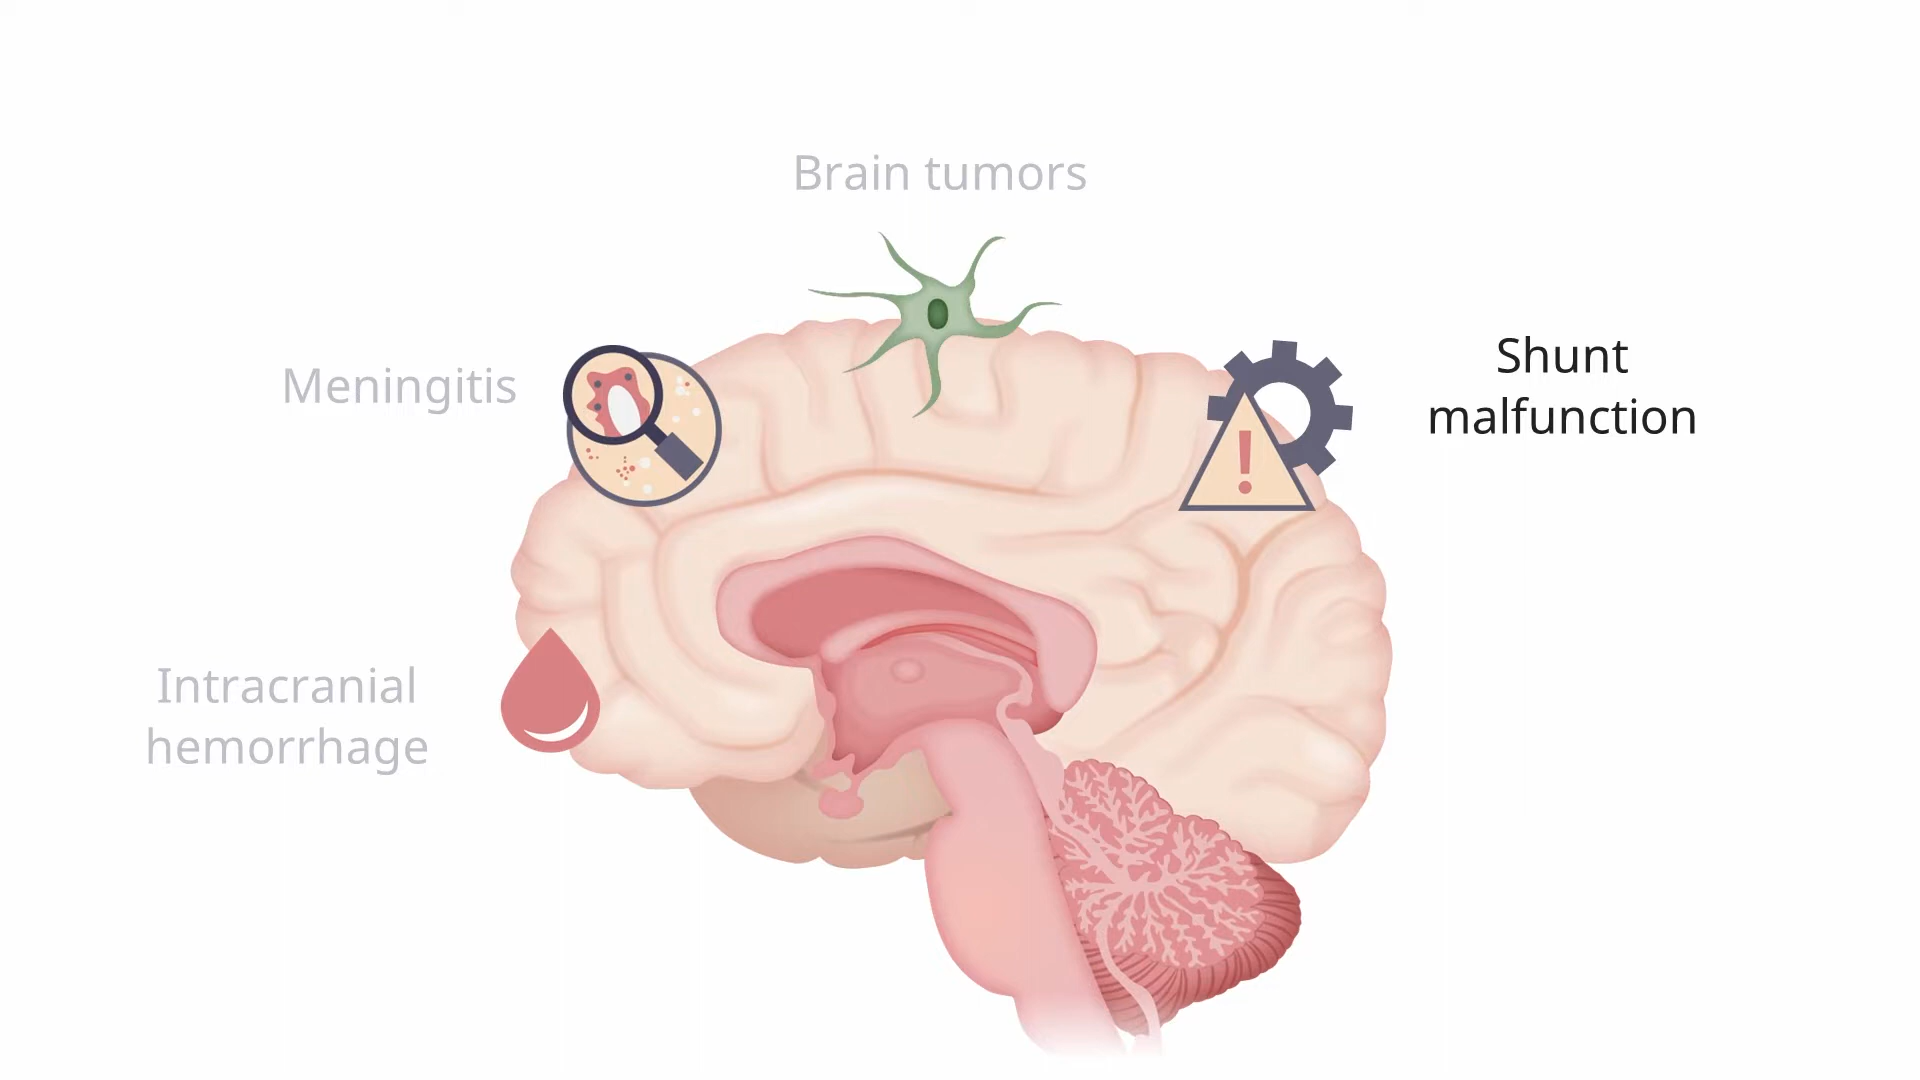 Brain tumors
Meningitis
Shunt
malfunction
Intracranial
hemorrhage